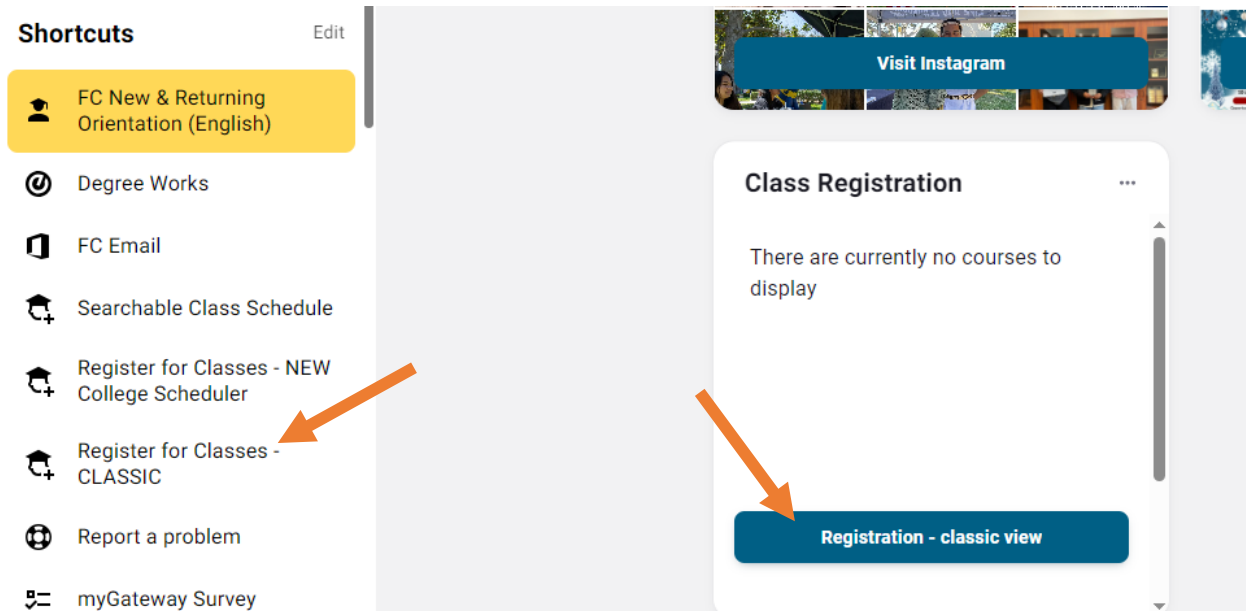 Shortcuts
Edit
FC New & Returning
Orientation (English)
Degree Works
FC Email
Searchable Class Schedule
Register for Classes - NEW
College Scheduler
Register for Classes -
CLASSIC
Report a problem
myGateway Survey
Visit Instagram
Class Registration
There are currently no courses to
display
Registration - classic view